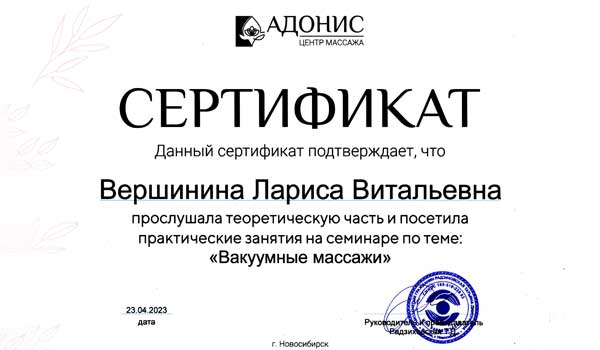 АДОНИС
ЦЕНТР МАССАЖА
СЕРТИФИКАТ
Данный сертификат подтверждает, что
Вершинина Лариса Витальевна
прослушала теоретическую часть и посетила
практические занятия на семинаре по теме:
«Вакуумные массажи»
23.04.2023
дата
Руководитель
г. Новосибирск